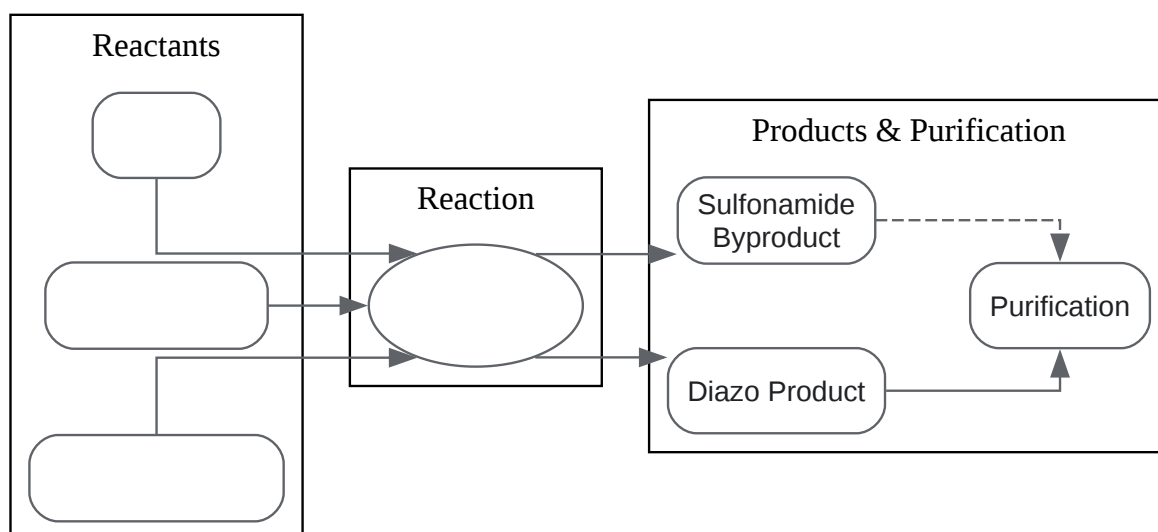 Reactants
Reaction
Products & Purification
Sulfonamide
Byproduct
Purification
Diazo Product